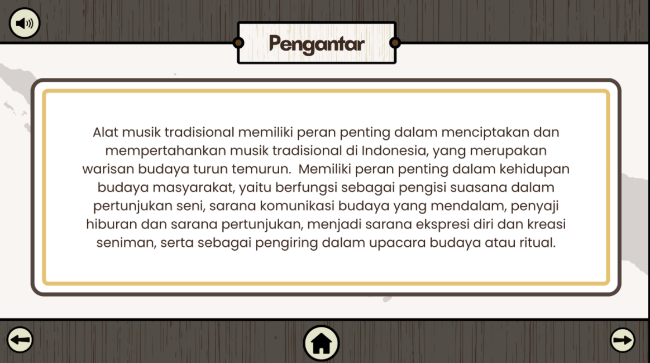 Pengantar
Alat musik tradisional memiliki peran penting dalam menciptakan dan
mempertahankan musik tradisional di Indonesia, yang merupakan
warisan budaya turun temurun. Memiliki peran penting dalam kehidupan
budaya masyarakat, yaitu berfungsi sebagai pengisi suasana dalam
pertunjukan seni, sarana komunikasi budaya yang mendalam, penyaji
hiburan dan sarana pertunjukan, menjadi sarana ekspresi diri dan kreasi
seniman, serta sebagai pengiring dalam upacara budaya atau ritual.